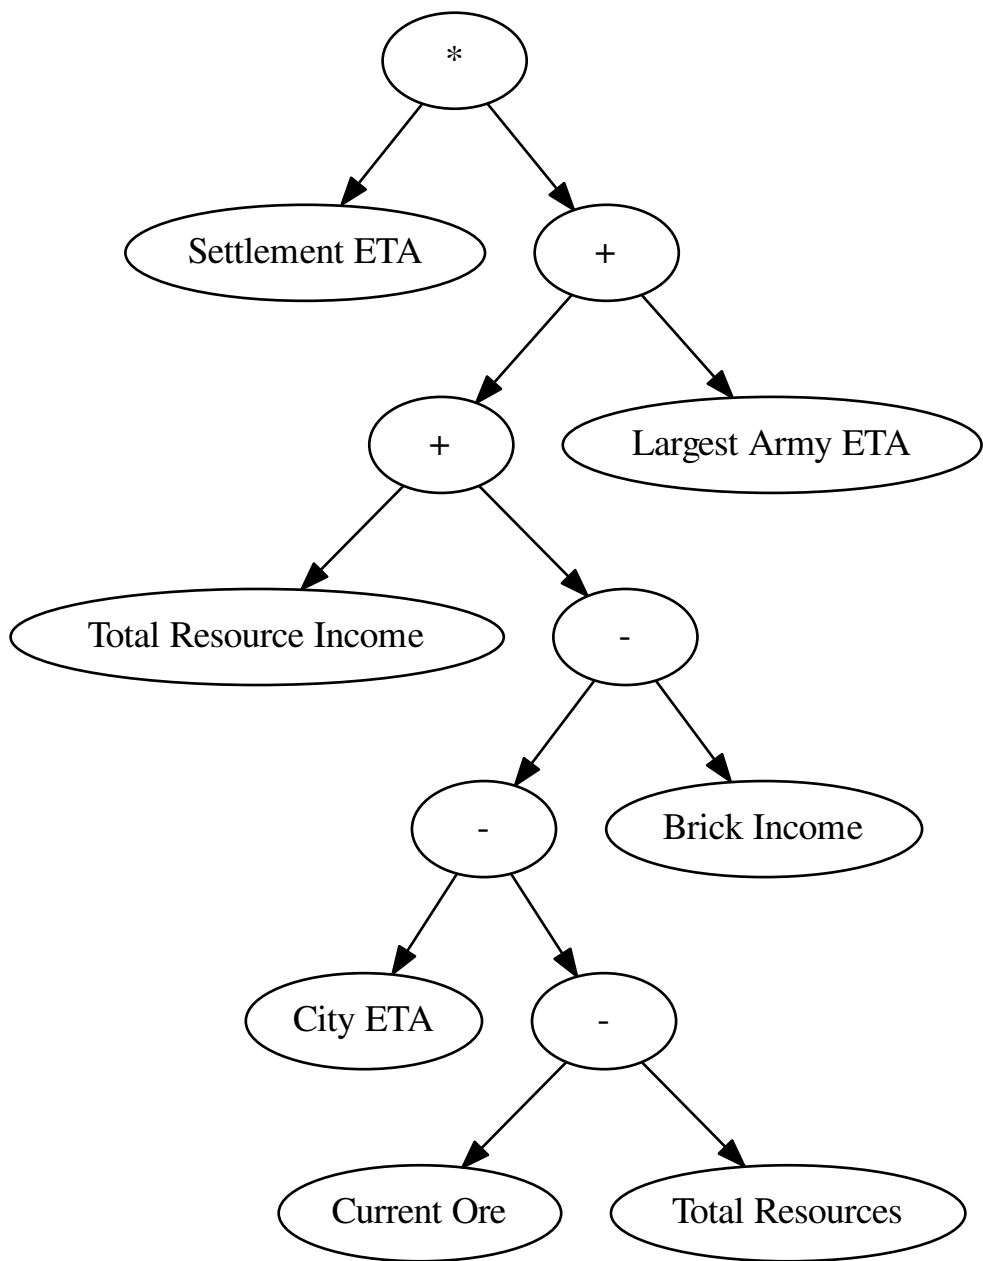 *
Settlement ETA
+
+
Largest Army ETA
Total Resource Income
-
-
Brick Income
City ETA
-
Current Ore
Total Resources